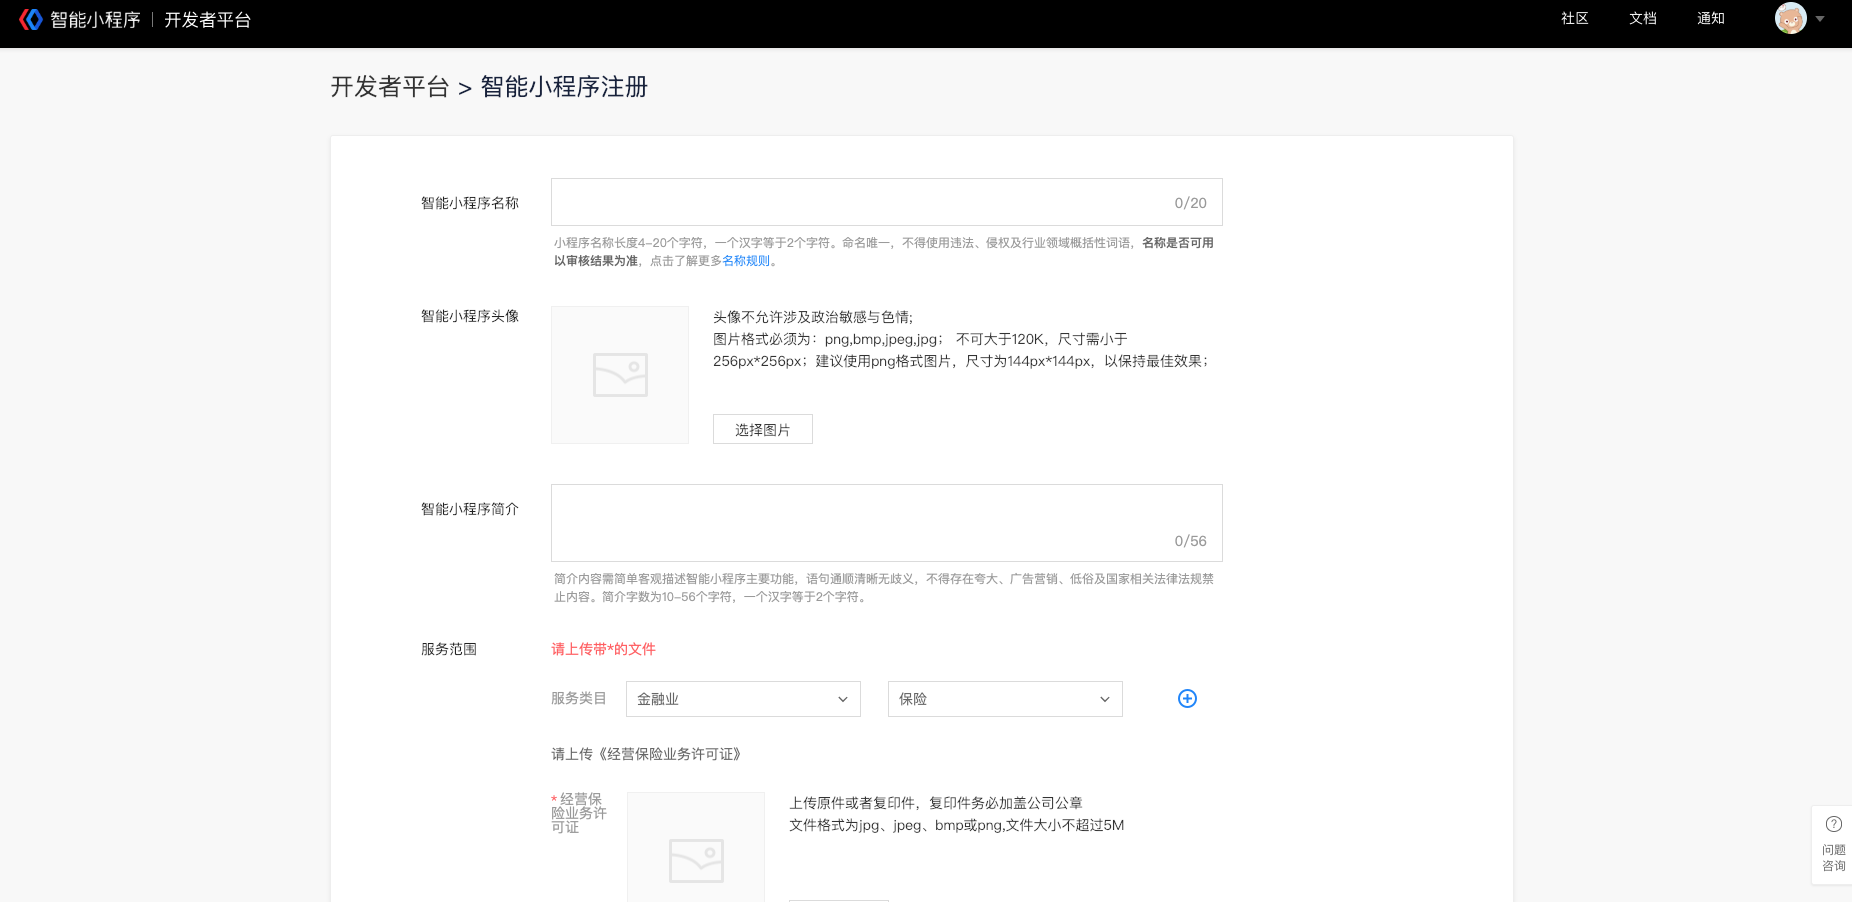 智能小程序 | 开发者平台
社区 文档 通知
开发者平台 > 智能小程序注册
智能小程序名称
0/20
小程序名称长度4-20个字符，一个汉字等于2个字符。命名唯一，不得使用违法、侵权及行业领域概括性词语，名称是否可用
以审核结果为准，点击了解更多名称规则。
智能小程序头像
头像不允许涉及政治敏感与色情;
图片格式必须为：png,bmp,jpeg,jpg； 不可大于120K，尺寸需小于
256px*256px；建议使用png格式图片，尺寸为144px*144px，以保持最佳效果；
选择图片
智能小程序简介
0/56
简介内容需简单客观描述智能小程序主要功能，语句通顺清晰无歧义，不得存在夸大、广告营销、低俗及国家相关法律法规禁
止内容。简介字数为10-56个字符，一个汉字等于2个字符。
服务范围
请上传带*的文件
服务类目
金融业
保险
请上传《经营保险业务许可证》
* 经营保
险业务许
可证
上传原件或者复印件，复印件务必加盖公司公章
文件格式为jpg、jpeg、bmp或png,文件大小不超过5M
问题
咨询